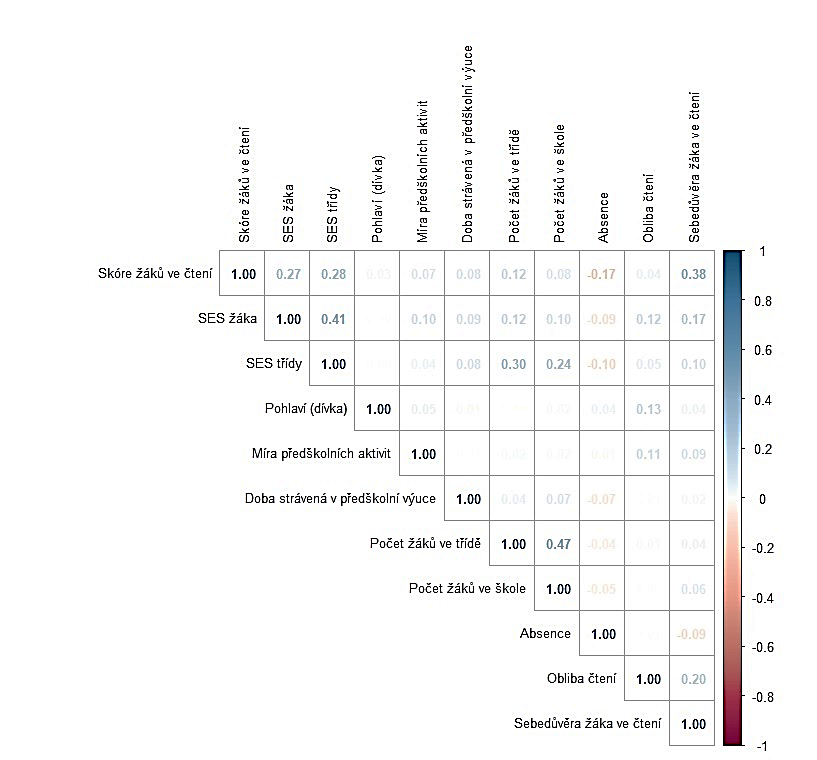 Skóre žáků ve čtení
SES žáka
SES třídy
Pohlaví (dívka)
Míra předškolních aktivit
Doba strávená v předškolní výuce
Počet žáků ve třídě
Počet žáků ve škole
Absence
Obliba čtení
Sebedůvěra žáka ve čtení
Skóre žáků ve čtení 1.00 0.27 0.28 0.03 0.07 0.08 0.12 0.08 -0.17 0.04 0.38
SES žáka 1.00 0.41 0.10 0.09 0.12 0.10 -0.09 0.12 0.17
SES třídy 1.00 0.04 0.08 0.30 0.24 -0.10 0.05 0.10
Pohlaví (dívka) 1.00 0.05 0.01 0.02 0.04 0.13 0.04
Míra předškolních aktivit 1.00 0.02 0.02 0.11 0.09
Doba strávená v předškolní výuce 1.00 0.04 0.07 -0.07 0.02
Počet žáků ve třídě 1.00 0.47 -0.04 0.01 0.04
Počet žáků ve škole 1.00 -0.05 0.06
Absence 1.00 -0.09
Obliba čtení 1.00 0.20
Sebedůvěra žáka ve čtení 1.00
1
0.8
0.6
0.4
0.2
0
-0.2
-0.4
-0.6
-0.8
-1